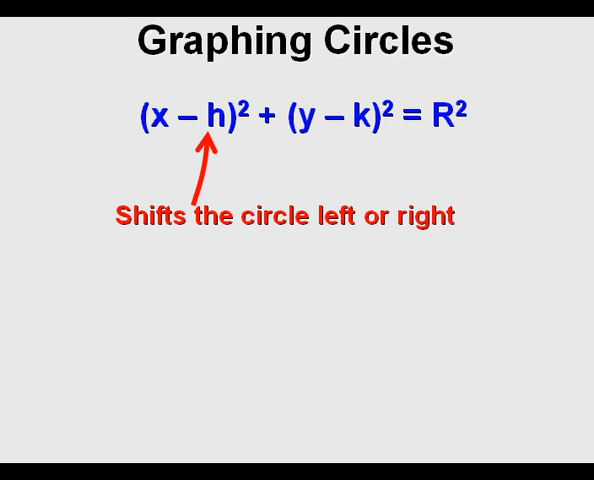 Graphing Circles
(x – h)² + (y – k)² = R²
Shifts the circle left or right